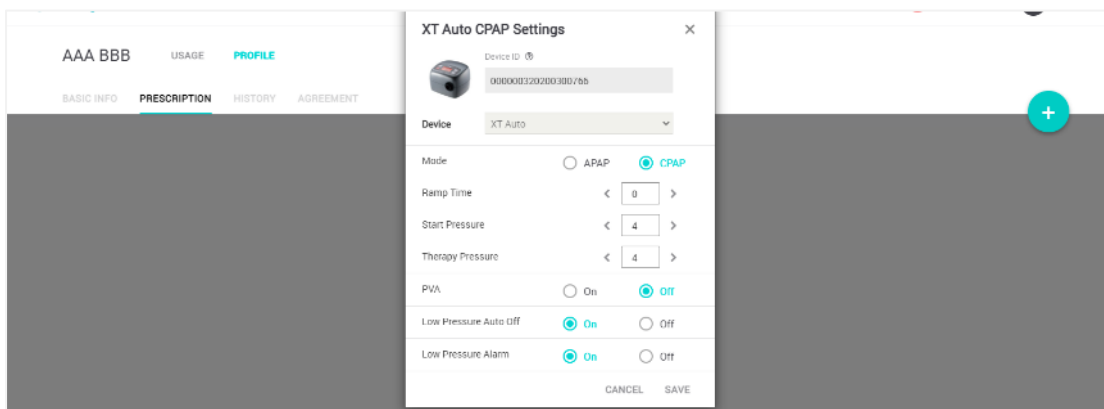 XT Auto CPAP Settings
AAA BBB USAGE PROFILE
Device ID
000000320200300766
BASIC INFO PRESCRIPTION HISTORY AGREEMENT
Device XT Auto
Mode APAP CPAP
Ramp Time 0
Start Pressure 4
Therapy Pressure 4
PVA On Off
Low Pressure Auto Off On Off
Low Pressure Alarm On Off
CANCEL SAVE